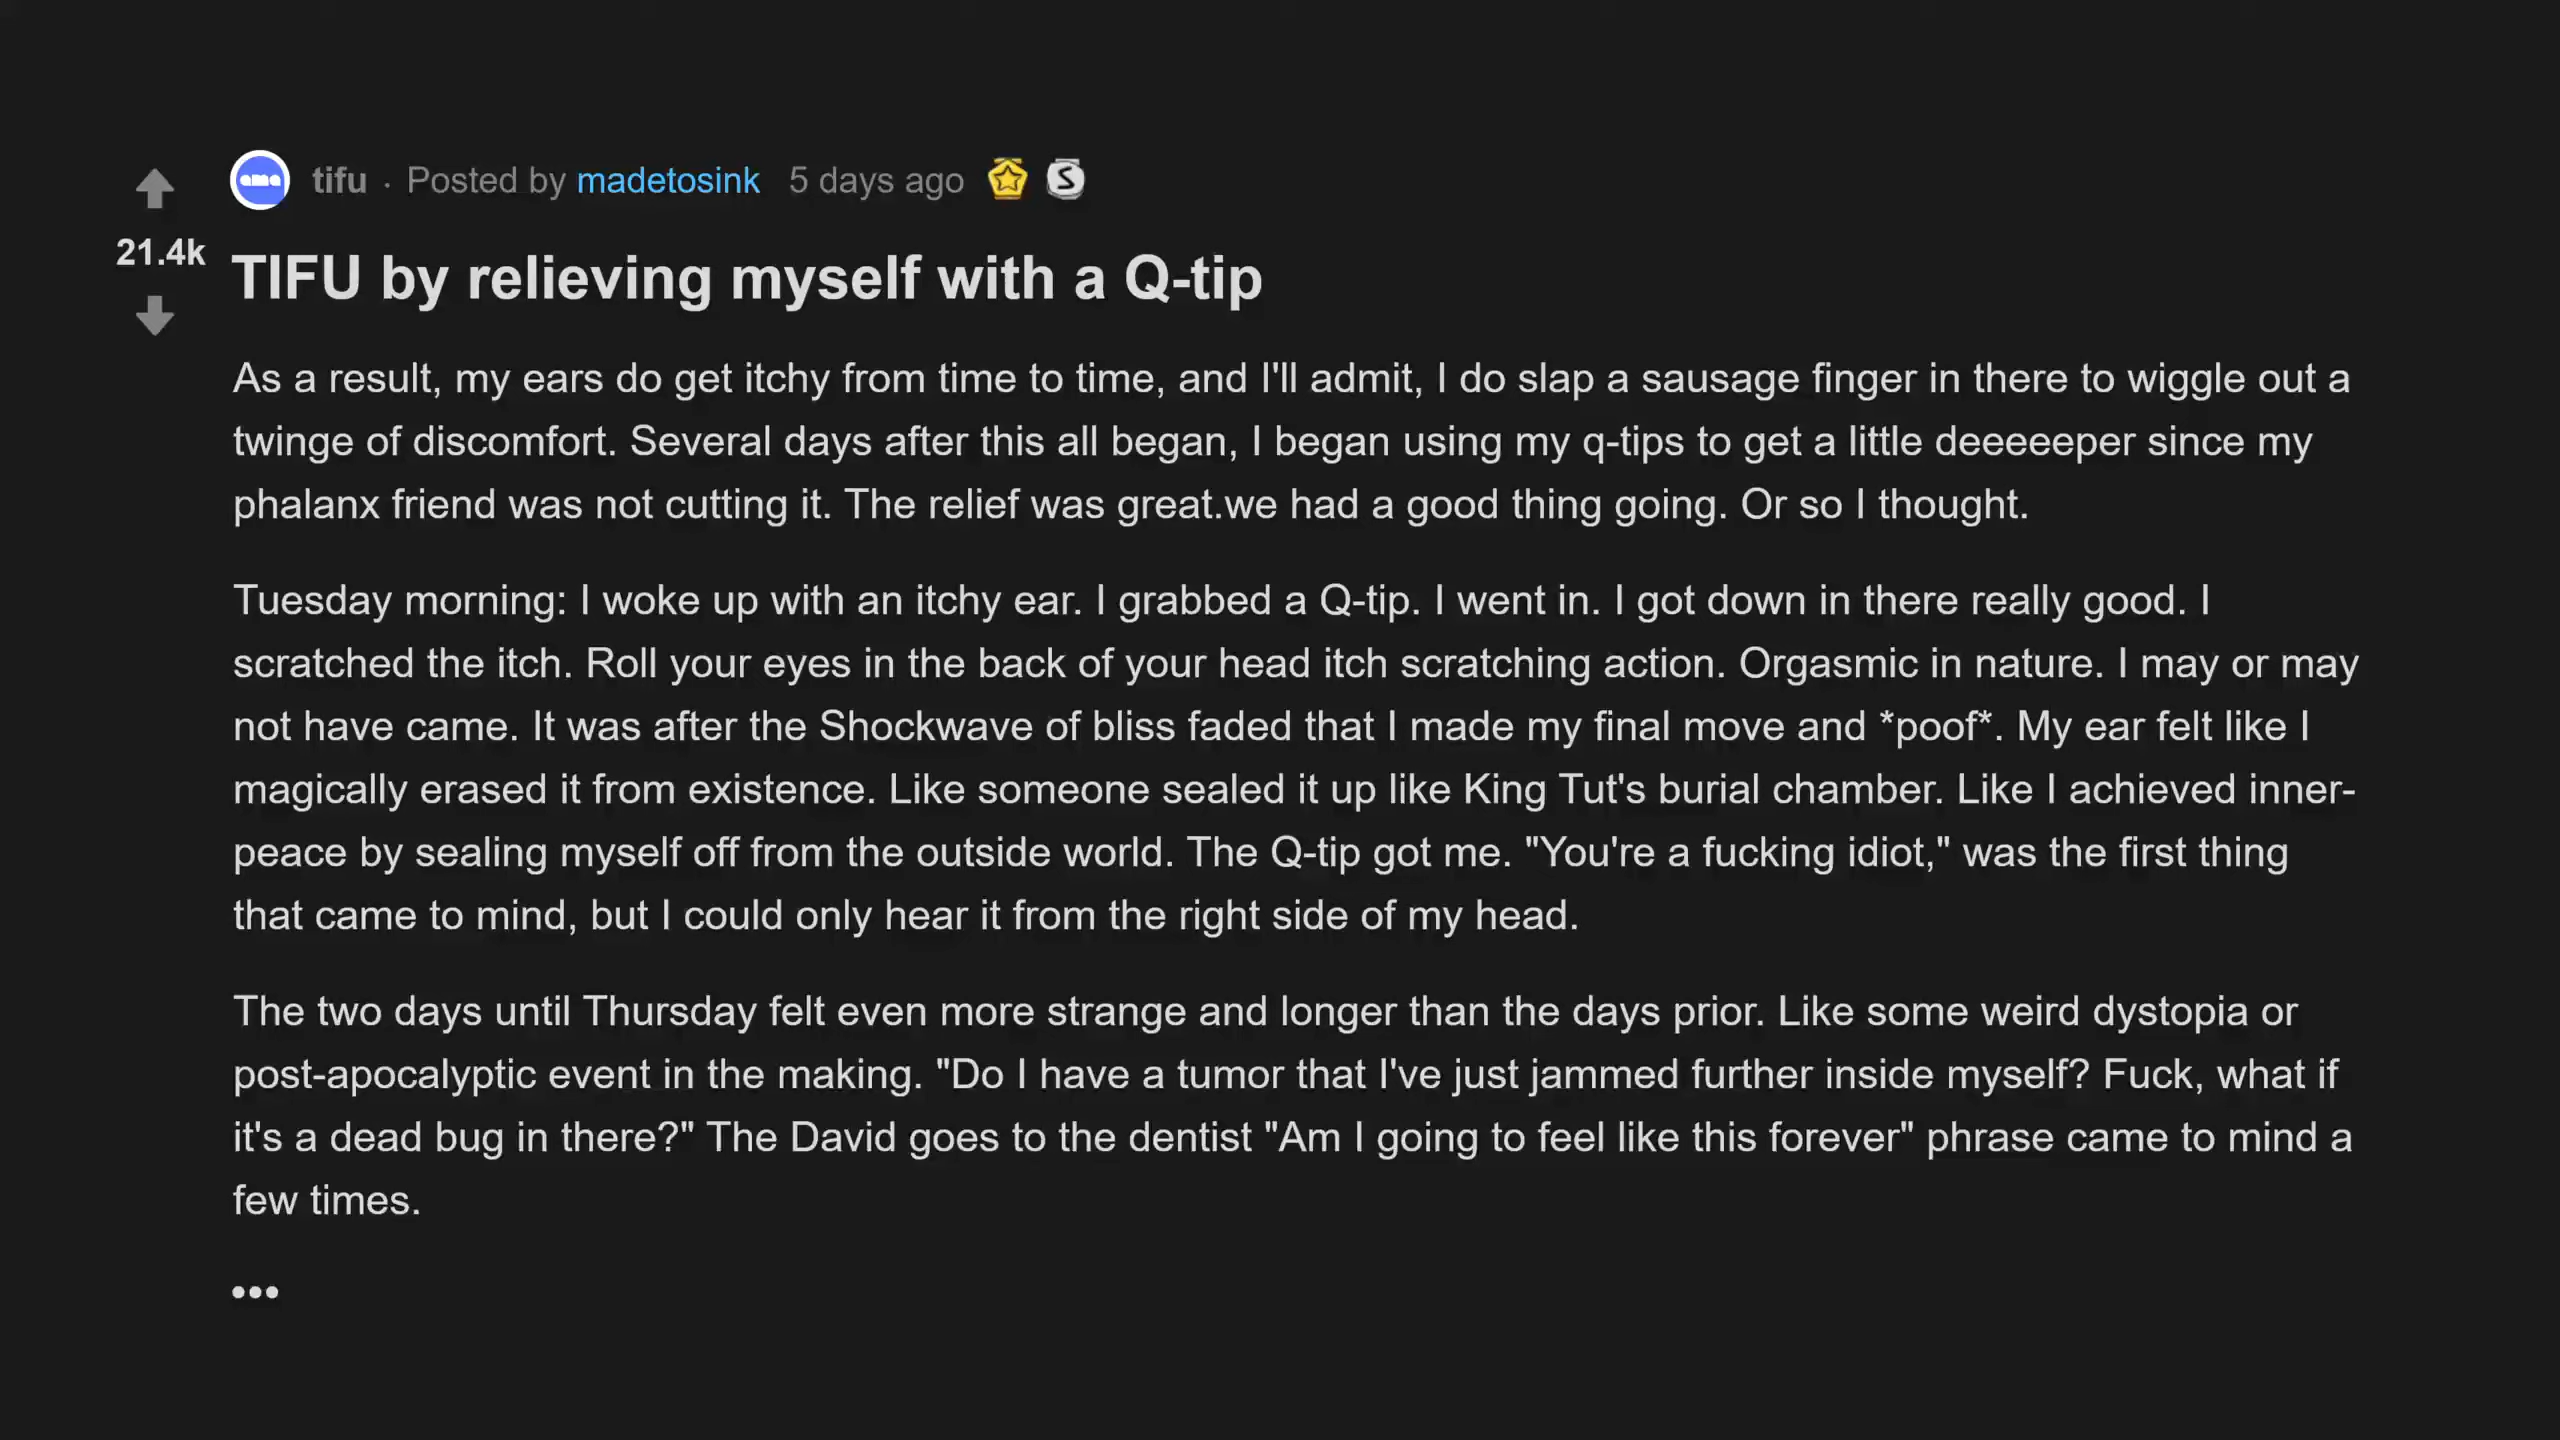 tifu · Posted by madetosink 5 days ago
21.4k
TIFU by relieving myself with a Q-tip
As a result, my ears do get itchy from time to time, and I'll admit, I do slap a sausage finger in there to wiggle out a
twinge of discomfort. Several days after this all began, I began using my q-tips to get a little deeeeeper since my
phalanx friend was not cutting it. The relief was great.we had a good thing going. Or so I thought.
Tuesday morning: I woke up with an itchy ear. I grabbed a Q-tip. I went in. I got down in there really good. I
scratched the itch. Roll your eyes in the back of your head itch scratching action. Orgasmic in nature. I may or may
not have came. It was after the Shockwave of bliss faded that I made my final move and *poof*. My ear felt like I
magically erased it from existence. Like someone sealed it up like King Tut's burial chamber. Like I achieved inner-
peace by sealing myself off from the outside world. The Q-tip got me. "You're a fucking idiot," was the first thing
that came to mind, but I could only hear it from the right side of my head.
The two days until Thursday felt even more strange and longer than the days prior. Like some weird dystopia or
post-apocalyptic event in the making. "Do I have a tumor that I've just jammed further inside myself? Fuck, what if
it's a dead bug in there?" The David goes to the dentist "Am I going to feel like this forever" phrase came to mind a
few times.
•••